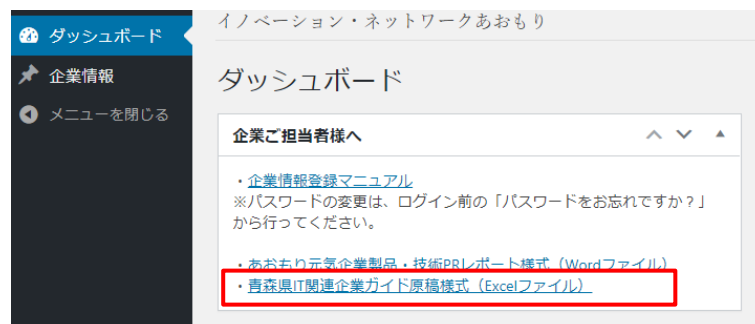 イノベーション・ネットワークあおもり
ダッシュボード
企業情報
メニューを閉じる
ダッシュボード
企業ご担当者様へ
・企業情報登録マニュアル
※パスワードの変更は、ログイン前の「パスワードをお忘れですか？」
から行ってください。
・あおもり元気企業製品・技術PRレポート様式（Wordファイル）
・青森県IT関連企業ガイド原稿様式（Excelファイル）